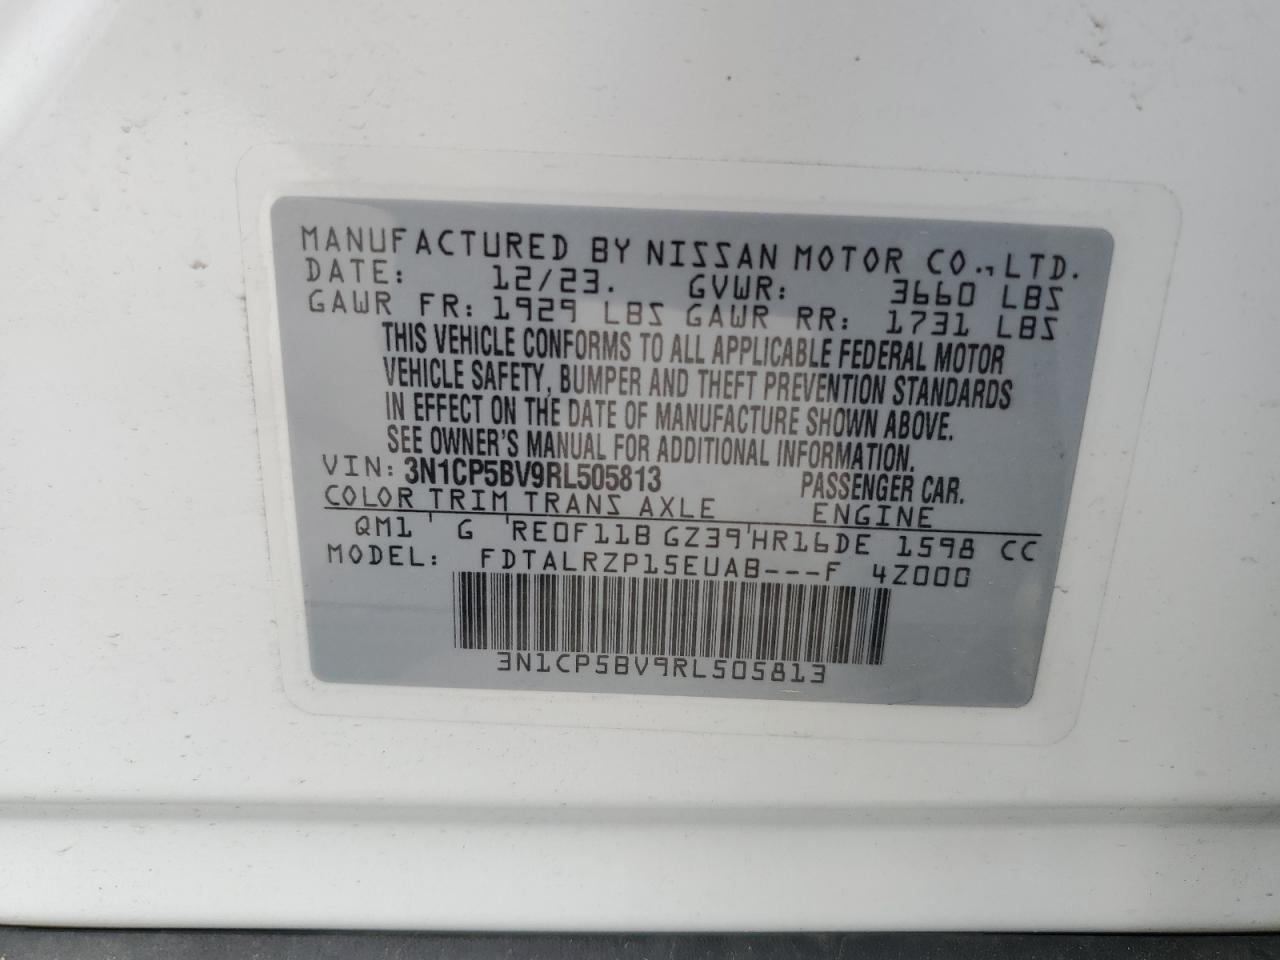 MANUFACTURED BY NISSAN MOTOR CO.,LTD.
DATE: 12/23. GVWR: 3660 LBS
GAWR FR: 1929 LBS GAWR RR: 1731 LBS
THIS VEHICLE CONFORMS TO ALL APPLICABLE FEDERAL MOTOR
VEHICLE SAFETY, BUMPER AND THEFT PREVENTION STANDARDS
IN EFFECT ON THE DATE OF MANUFACTURE SHOWN ABOVE.
SEE OWNER'S MANUAL FOR ADDITIONAL INFORMATION.
VIN: 3N1CP5BV9RL505813 PASSENGER CAR.
COLOR TRIM TRANS AXLE ENGINE
QM1 ' G 'RE0F11B GZ39'HR16DE 1598 CC
MODEL: FDTALRZP15EUAB---F 4Z000
3N1CP5BV9RL505813